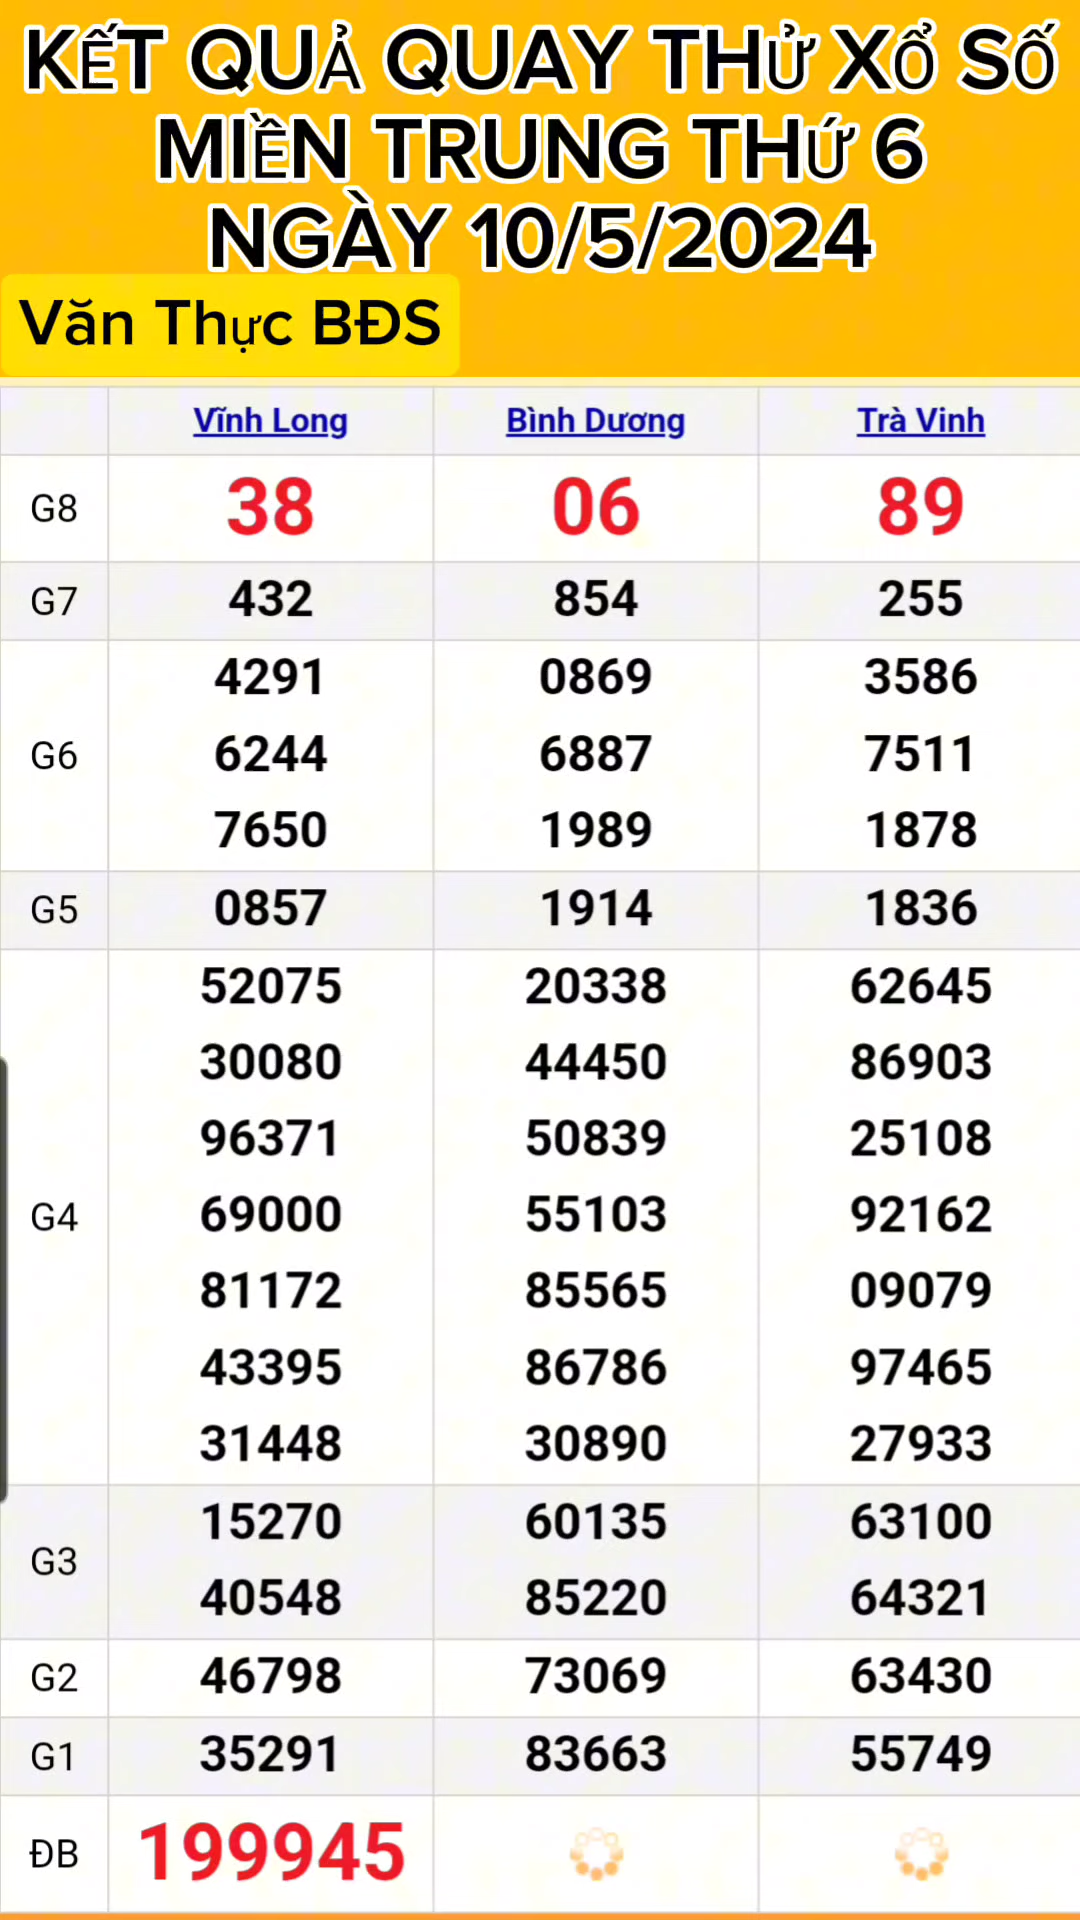 KẾT QUẢ QUAY THỬ XỔ SỐ
MIỀN TRUNG THỨ 6
NGÀY 10/5/2024
Văn Thực BĐS
Vĩnh Long Bình Dương Trà Vinh
G8 38 06 89
G7 432 854 255
4291 0869 3586
G6 6244 6887 7511
7650 1989 1878
G5 0857 1914 1836
52075 20338 62645
30080 44450 86903
96371 50839 25108
G4 69000 55103 92162
81172 85565 09079
43395 86786 97465
31448 30890 27933
G3 15270 60135 63100
40548 85220 64321
G2 46798 73069 63430
G1 35291 83663 55749
ĐB 199945